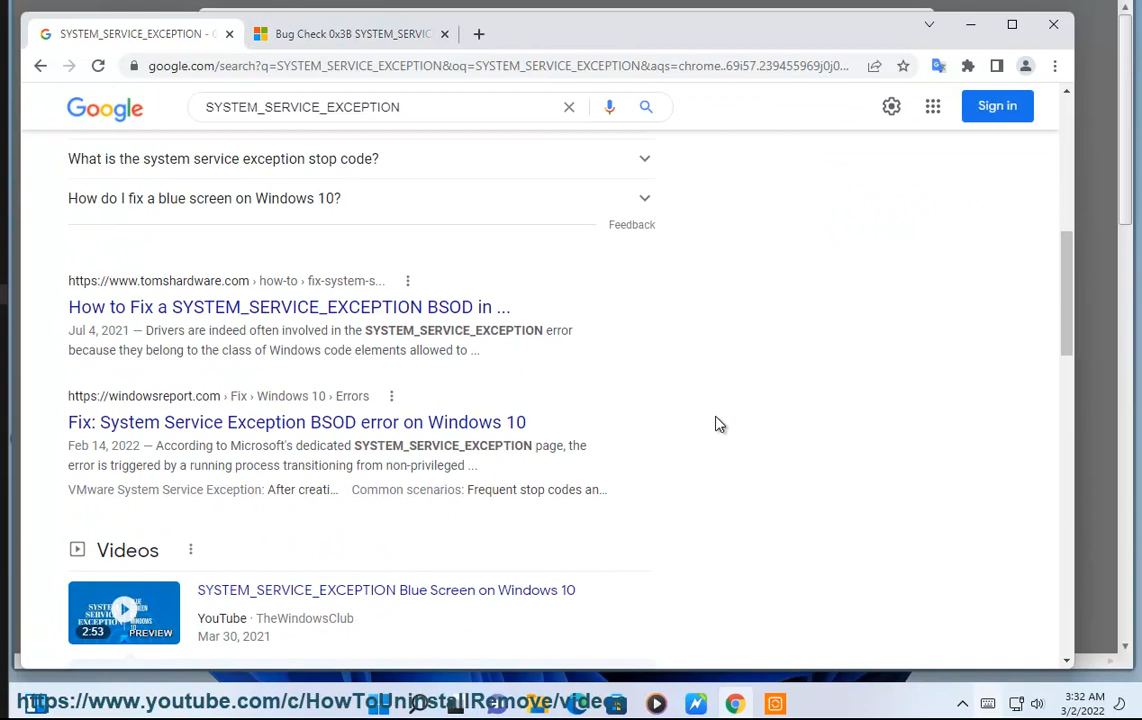 SYSTEM_SERVICE_EXCEPTION - G
Bug Check 0x3B SYSTEM_SERVIC
google.com/search?q=SYSTEM_SERVICE_EXCEPTION&oq=SYSTEM_SERVICE_EXCEPTION&aqs=chrome..69i57.239455969j0j0...
Google
SYSTEM_SERVICE_EXCEPTION
Sign in
What is the system service exception stop code?
How do I fix a blue screen on Windows 10?
Feedback
https://www.tomshardware.com › how-to › fix-system-s...
How to Fix a SYSTEM_SERVICE_EXCEPTION BSOD in ...
Jul 4, 2021 — Drivers are indeed often involved in the SYSTEM_SERVICE_EXCEPTION error
because they belong to the class of Windows code elements allowed to ...
https://windowsreport.com › Fix › Windows 10 › Errors
Fix: System Service Exception BSOD error on Windows 10
Feb 14, 2022 — According to Microsoft's dedicated SYSTEM_SERVICE_EXCEPTION page, the
error is triggered by a running process transitioning from non-privileged ...
VMware System Service Exception: After creati... Common scenarios: Frequent stop codes an...
Videos
SYSTEM_SERVICE_EXCEPTION Blue Screen on Windows 10
2:53
PREVIEW
YouTube · TheWindowsClub
Mar 30, 2021
https://www.youtube.com/c/HowToUninstallRemove/videos
3:32 AM
3/2/2022